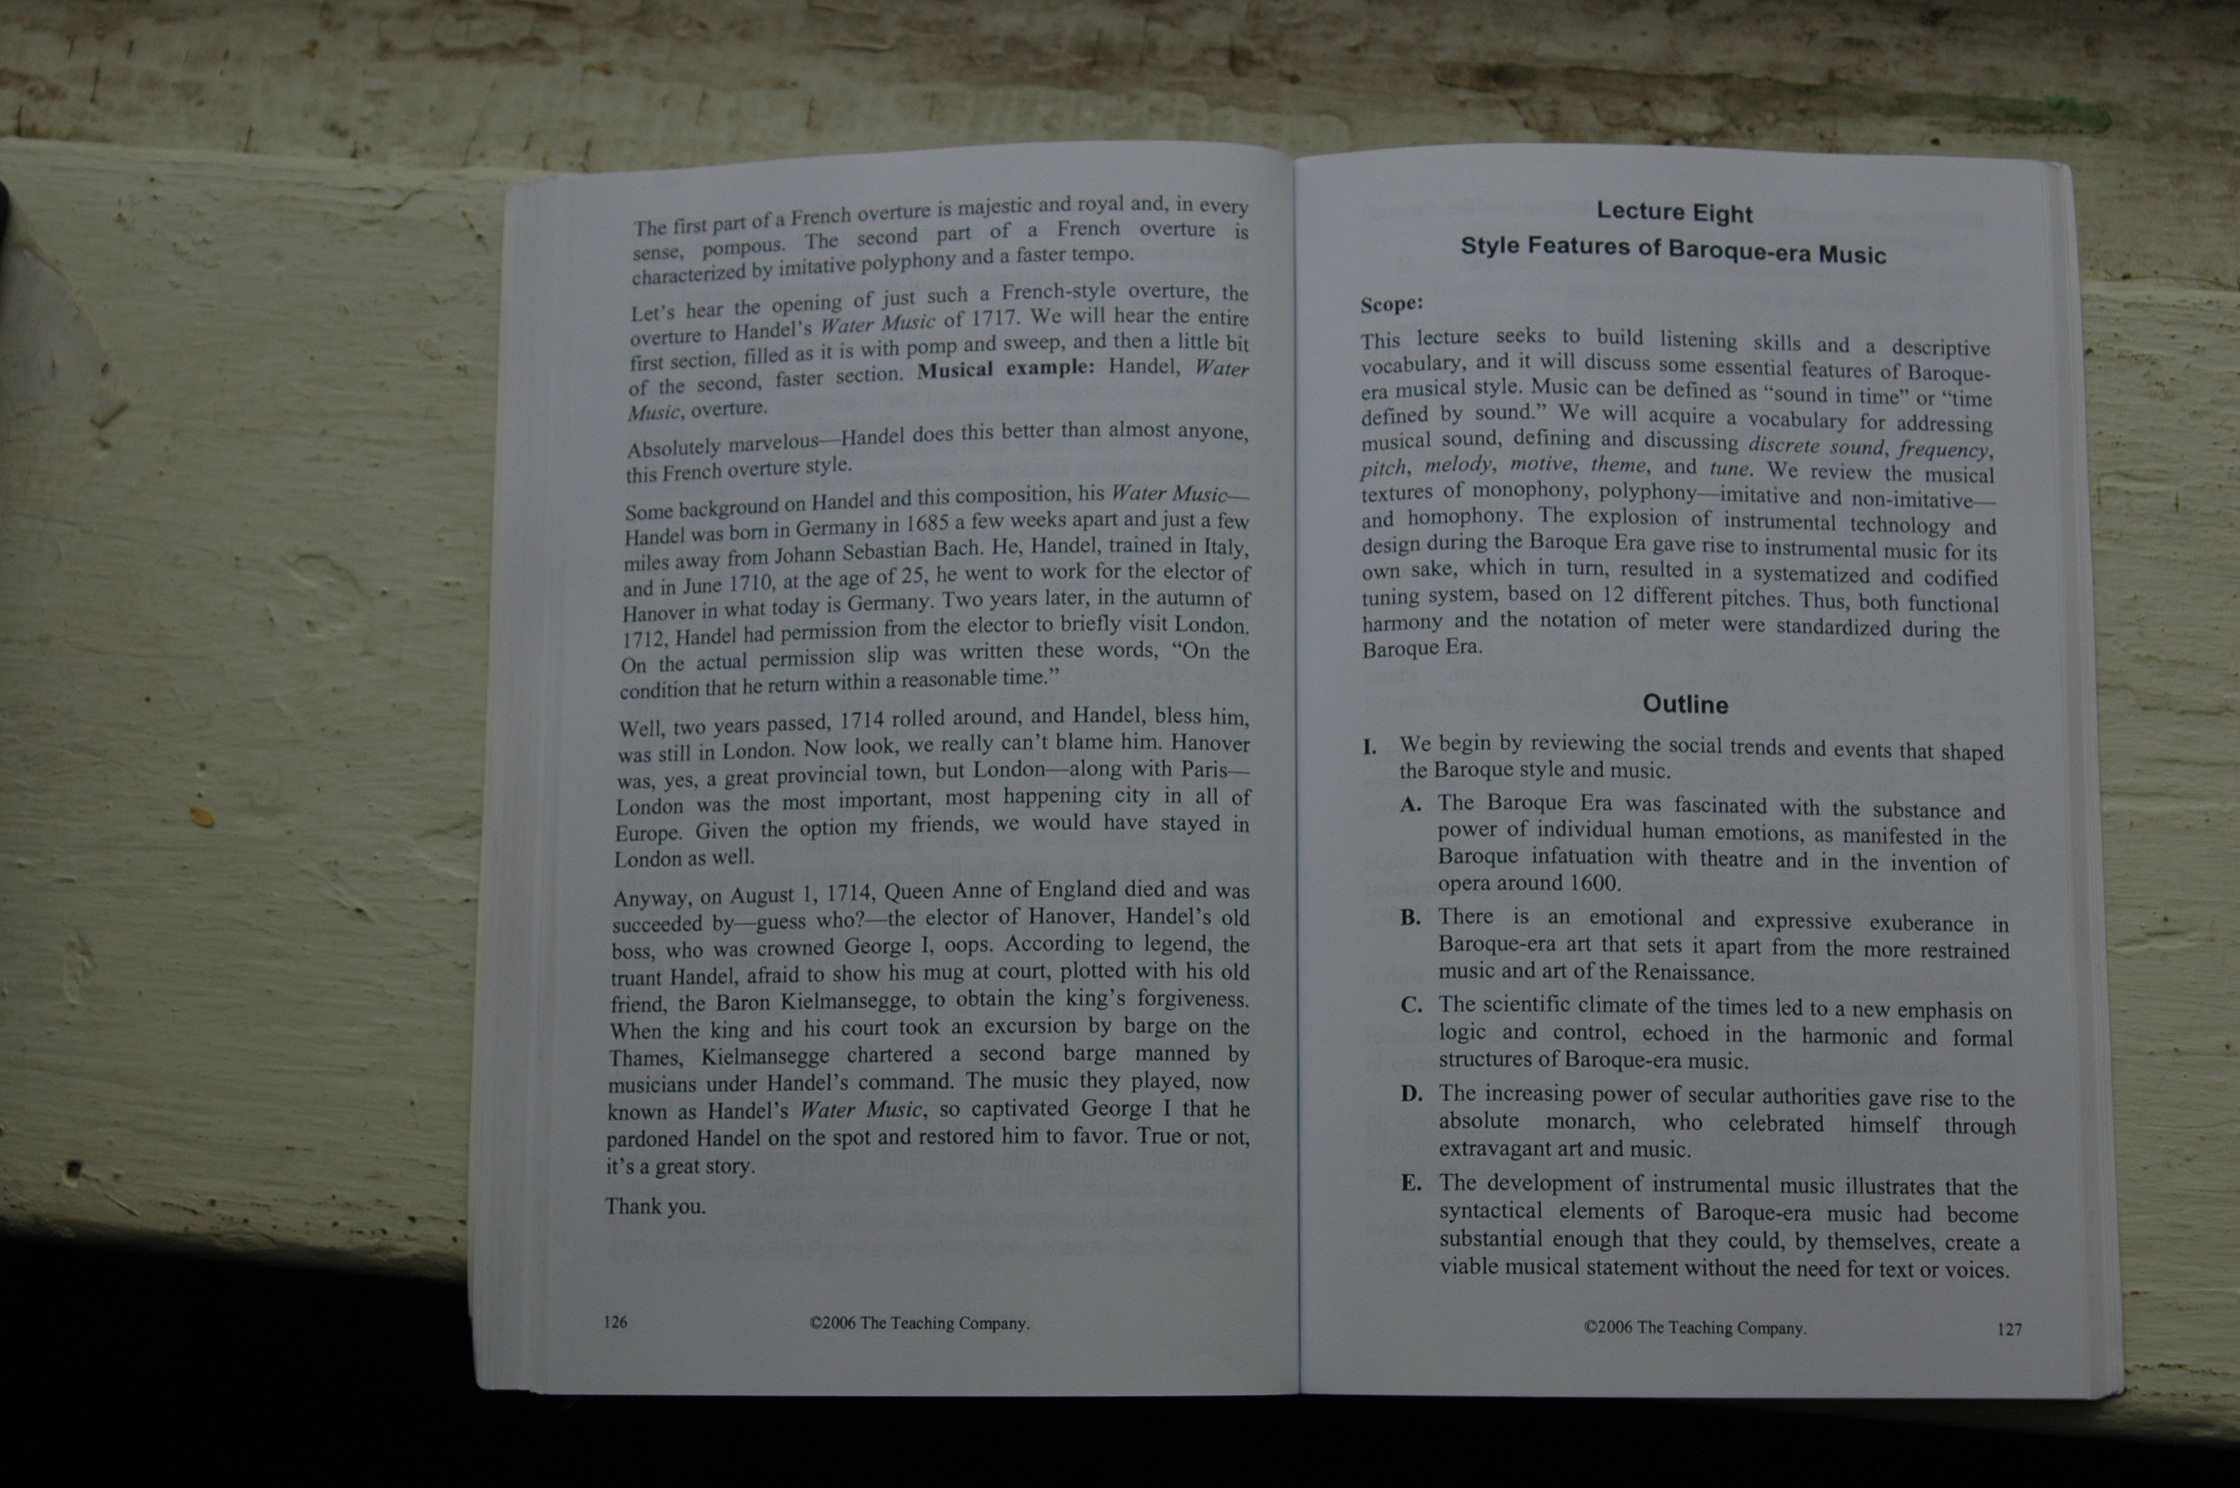 The first part of a French overture is majestic and royal and, in every
sense, pompous. The second part of a French overture is
characterized by imitative polyphony and a faster tempo.
Let's hear the opening of just such a French-style overture, the
overture to Handel's Water Music of 1717. We will hear the entire
first section, filled as it is with pomp and sweep, and then a little bit
of the second, faster section. Musical example: Handel, Water
Music, overture.
Absolutely marvelous—Handel does this better than almost anyone,
this French overture style.
Some background on Handel and this composition, his Water Music—
Handel was born in Germany in 1685 a few weeks apart and just a few
miles away from Johann Sebastian Bach. He, Handel, trained in Italy,
and in June 1710, at the age of 25, he went to work for the elector of
Hanover in what today is Germany. Two years later, in the autumn of
1712, Handel had permission from the elector to briefly visit London.
On the actual permission slip was written these words, “On the
condition that he return within a reasonable time.”
Well, two years passed, 1714 rolled around, and Handel, bless him,
was still in London. Now look, we really can't blame him. Hanover
was, yes, a great provincial town, but London—along with Paris—
London was the most important, most happening city in all of
Europe. Given the option my friends, we would have stayed in
London as well.
Anyway, on August 1, 1714, Queen Anne of England died and was
succeeded by—guess who?—the elector of Hanover, Handel's old
boss, who was crowned George I, oops. According to legend, the
truant Handel, afraid to show his mug at court, plotted with his old
friend, the Baron Kielmansegge, to obtain the king's forgiveness.
When the king and his court took an excursion by barge on the
Thames, Kielmansegge chartered a second barge manned by
musicians under Handel's command. The music they played, now
known as Handel's Water Music, so captivated George I that he
pardoned Handel on the spot and restored him to favor. True or not,
it's a great story.
Thank you.
126
©2006 The Teaching Company.
Lecture Eight
Style Features of Baroque-era Music
Scope:
This lecture seeks to build listening skills and a descriptive
vocabulary, and it will discuss some essential features of Baroque-
era musical style. Music can be defined as “sound in time” or “time
defined by sound.” We will acquire a vocabulary for addressing
musical sound, defining and discussing discrete sound, frequency,
pitch, melody, motive, theme, and tune. We review the musical
textures of monophony, polyphony—imitative and non-imitative—
and homophony. The explosion of instrumental technology and
design during the Baroque Era gave rise to instrumental music for its
own sake, which in turn, resulted in a systematized and codified
tuning system, based on 12 different pitches. Thus, both functional
harmony and the notation of meter were standardized during the
Baroque Era.
Outline
I. We begin by reviewing the social trends and events that shaped
the Baroque style and music.
A. The Baroque Era was fascinated with the substance and
power of individual human emotions, as manifested in the
Baroque infatuation with theatre and in the invention of
opera around 1600.
B. There is an emotional and expressive exuberance in
Baroque-era art that sets it apart from the more restrained
music and art of the Renaissance.
C. The scientific climate of the times led to a new emphasis on
logic and control, echoed in the harmonic and formal
structures of Baroque-era music.
D. The increasing power of secular authorities gave rise to the
absolute monarch, who celebrated himself through
extravagant art and music.
E. The development of instrumental music illustrates that the
syntactical elements of Baroque-era music had become
substantial enough that they could, by themselves, create a
viable musical statement without the need for text or voices.
©2006 The Teaching Company.
127